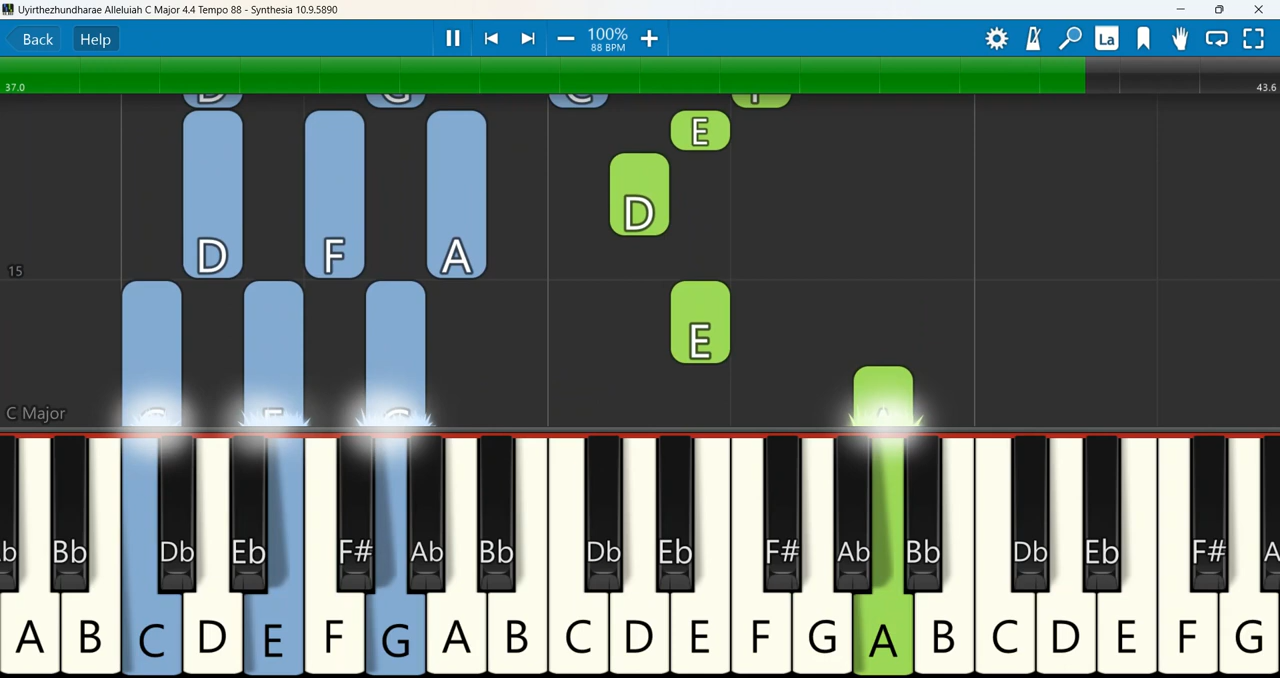 Uyirthezhundharae Alleluiah C Major 4.4 Tempo 88 - Synthesia 10.9.5890
Back Help 100% La
88 BPM
37.0 43.6
E
D
D F A
15
E
C Major
Bb Db Eb F# Ab Bb Db Eb F# Ab Bb Db Eb F#
A B C D E F G A B C D E F G A B C D E F G